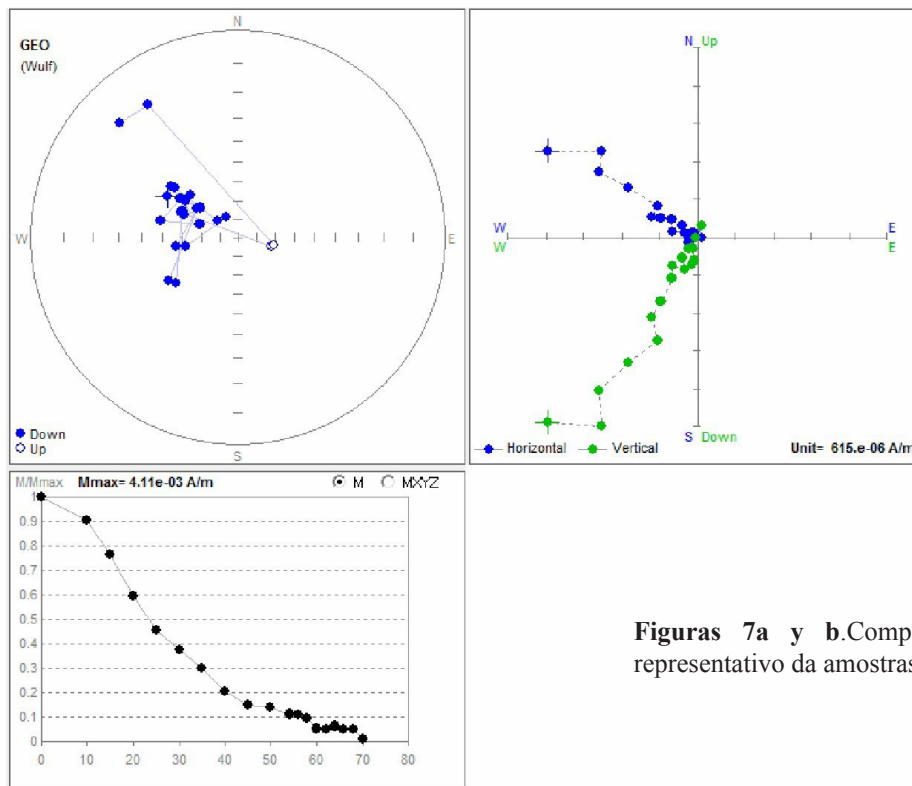 N
GEO
(Wulf)
W
E
S
Down
Up
N Up
W
W
E
E
S Down
Horizontal
Vertical
Unit= 615.e-06 A/m
M/Mmax
Mmax= 4.11e-03 A/m
M
MXYZ
1
0.9
0.8
0.7
0.6
0.5
0.4
0.3
0.2
0.1
0
0 10 20 30 40 50 60 70 80
Figuras 7a y b.Comp
representativo da amostras